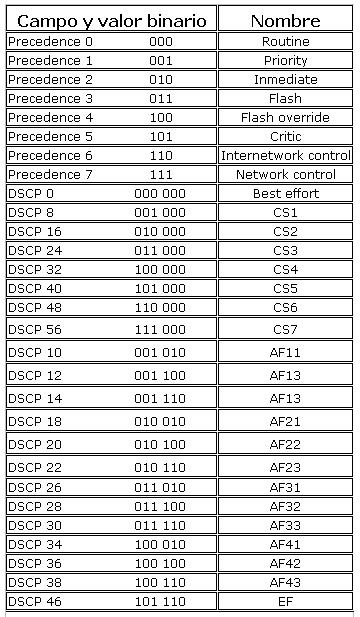 Campo y valor binario Nombre
Precedence 0 000 Routine
Precedence 1 001 Priority
Precedence 2 010 Inmediate
Precedence 3 011 Flash
Precedence 4 100 Flash override
Precedence 5 101 Critic
Precedence 6 110 Internetwork control
Precedence 7 111 Network control
DSCP 0 000 000 Best effort
DSCP 8 001 000 CS1
DSCP 16 010 000 CS2
DSCP 24 011 000 CS3
DSCP 32 100 000 CS4
DSCP 40 101 000 CS5
DSCP 48 110 000 CS6
DSCP 56 111 000 CS7
DSCP 10 001 010 AF11
DSCP 12 001 100 AF13
DSCP 14 001 110 AF13
DSCP 18 010 010 AF21
DSCP 20 010 100 AF22
DSCP 22 010 110 AF23
DSCP 26 011 010 AF31
DSCP 28 011 100 AF32
DSCP 30 011 110 AF33
DSCP 34 100 010 AF41
DSCP 36 100 100 AF42
DSCP 38 100 110 AF43
DSCP 46 101 110 EF